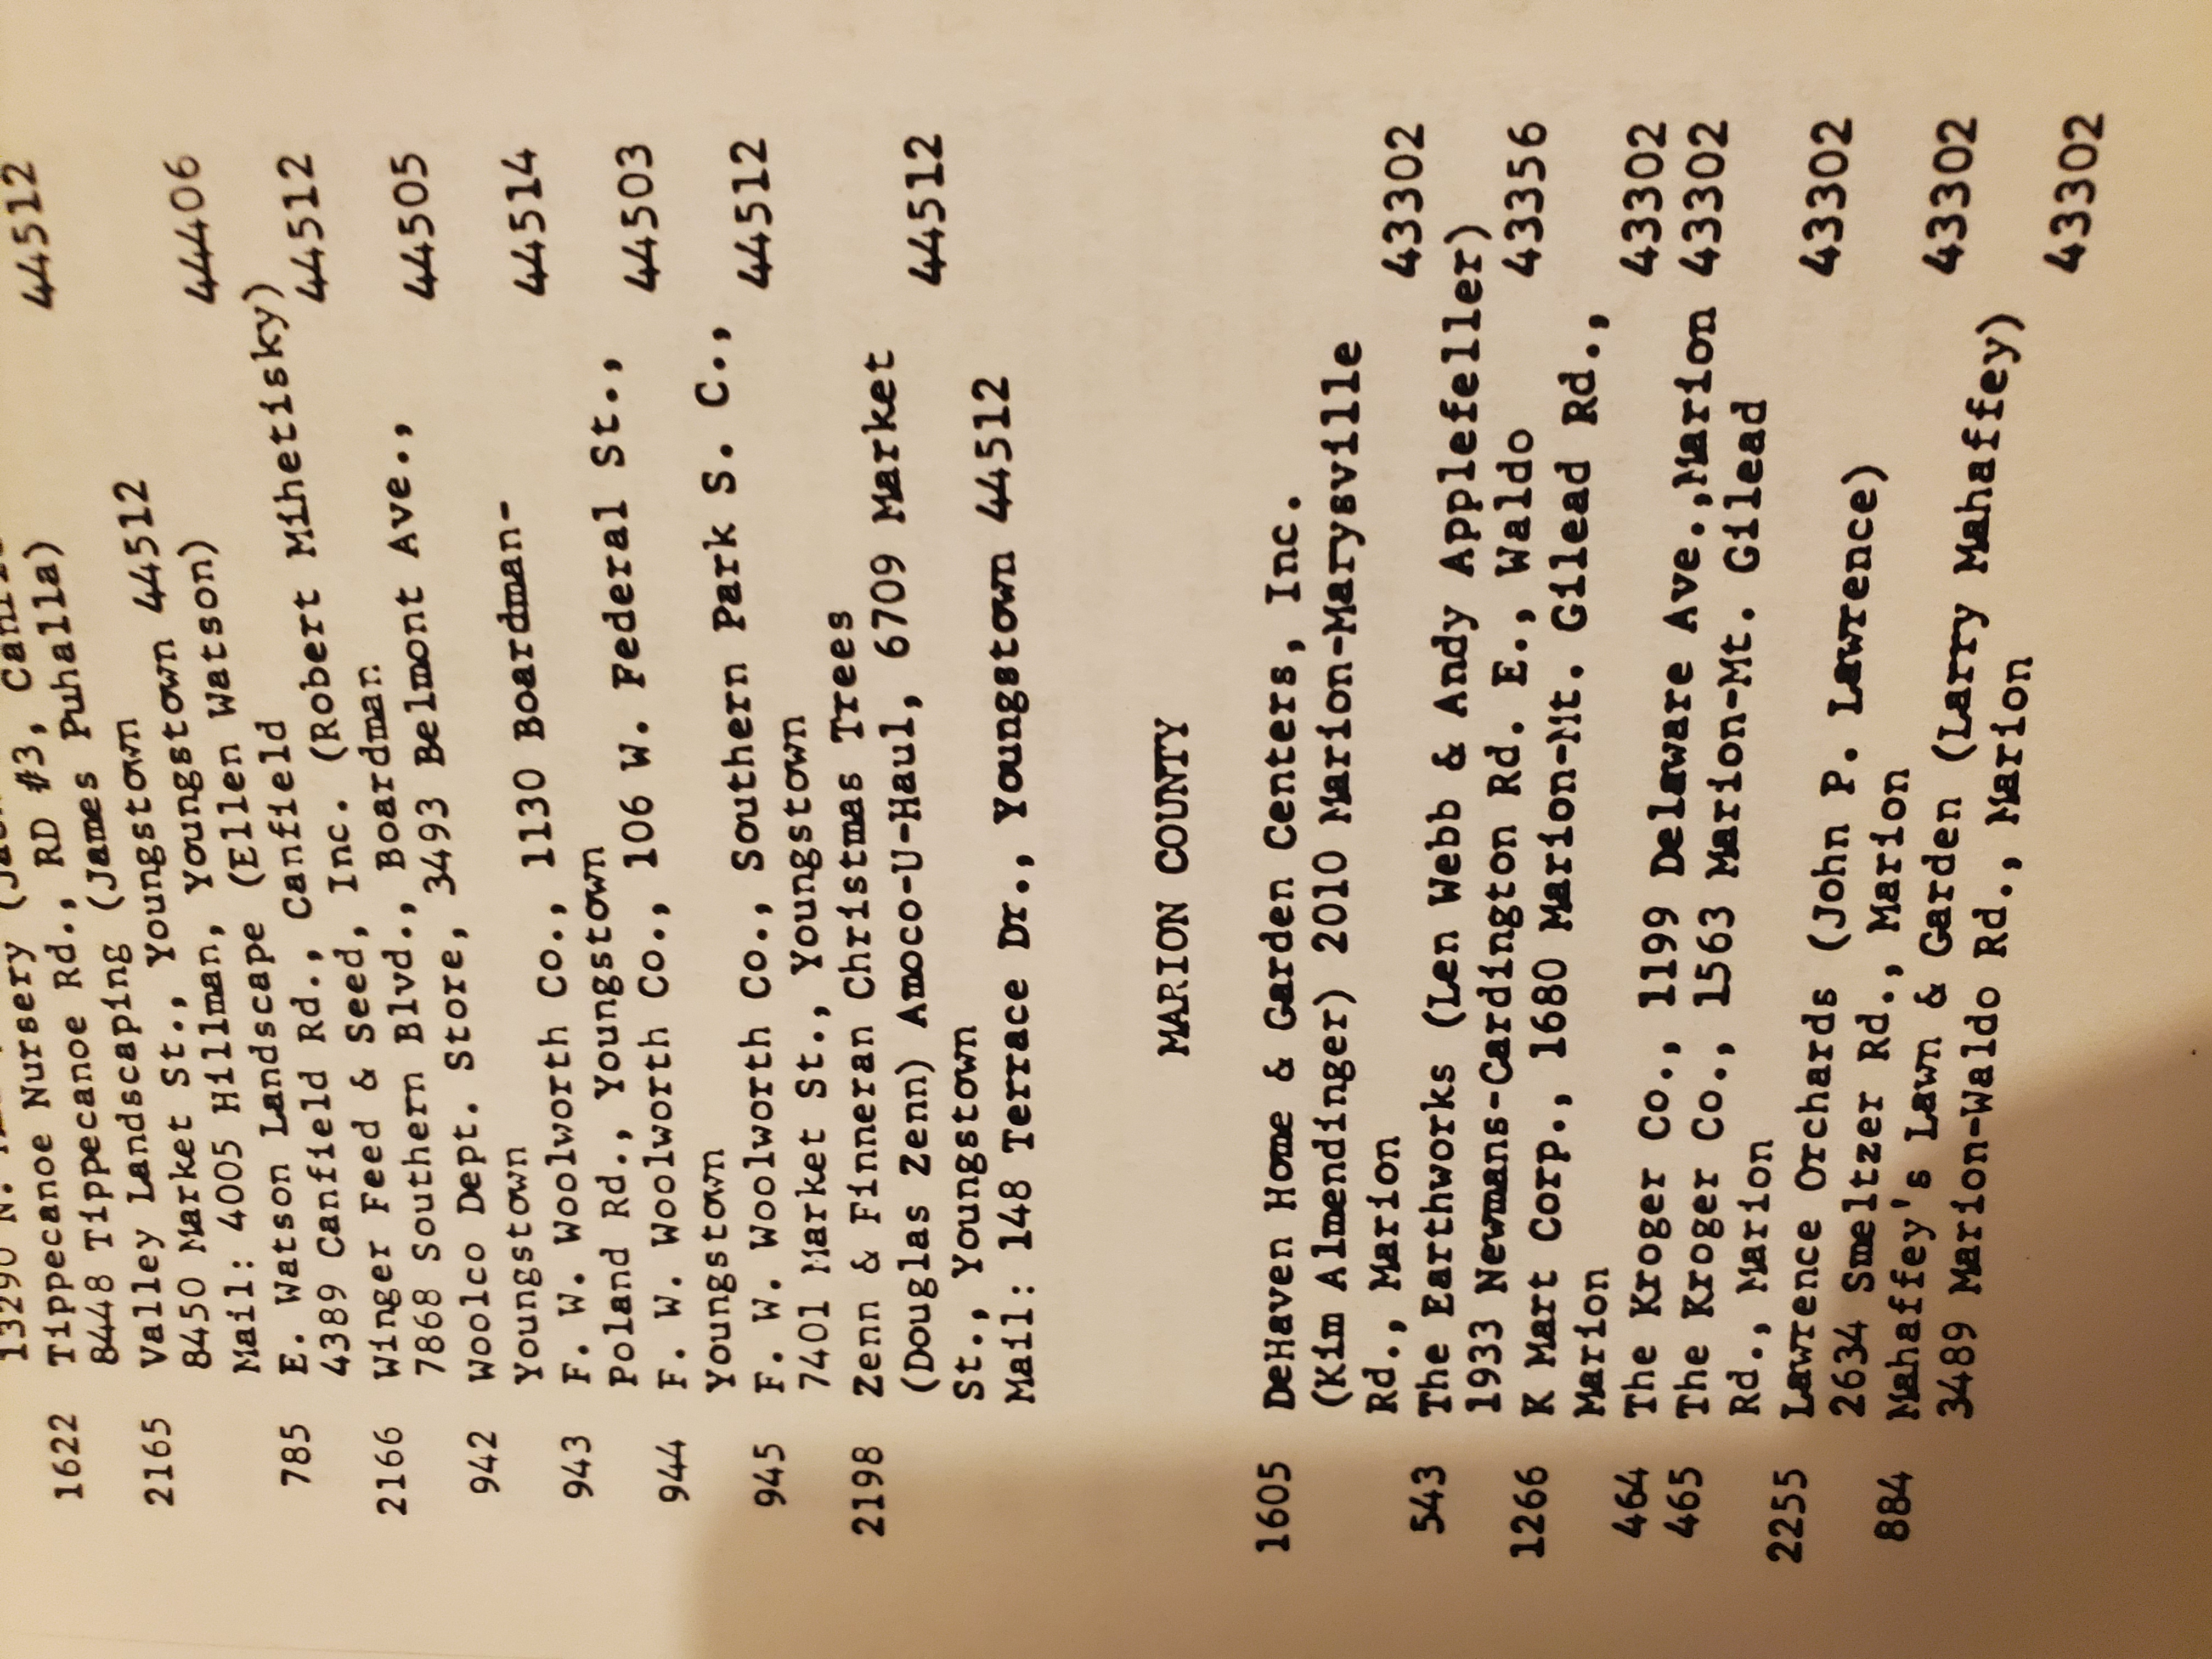 13290 N.
44512
1622 Tippecanoe Nursery
8448 Tippecanoe Rd., RD #3,
44406
2165 Valley Landscaping (James Puhalla)
8450 Market St., Youngstown 44512
Mail: 4005 Hillman, Youngstown 44512
785 E. Watson Landscape (Ellen Watson)
4389 Canfield Rd., Canfield 44406
2166 Winger Feed & Seed, Inc. (Robert Mihetisky)
7868 Southern Blvd., Boardman 44512
942 Woolco Dept. Store, 3493 Belmont Ave.,
Youngstown 44505
943 F. W. Woolworth Co., 1130 Boardman-
Poland Rd., Youngstown 44514
944 F. W. Woolworth Co., 106 W. Federal St.,
Youngstown 44503
945 F. W. Woolworth Co., Southern Park S. C.,
7401 Market St., Youngstown 44512
2198 Zenn & Finneran Christmas Trees
(Douglas Zenn) Amoco-U-Haul, 6709 Market
St., Youngstown 44512
Mail: 148 Terrace Dr., Youngstown 44512
MARION COUNTY
1605 DeHaven Home & Garden Centers, Inc.
(Kim Almendinger) 2010 Marion-Marysville
Rd., Marion 43302
543 The Earthworks (Len Webb & Andy Applefeller)
1933 Newmans-Cardington Rd. E., Waldo 43356
1266 K Mart Corp., 1680 Marion-Mt. Gilead Rd.,
Marion 43302
464 The Kroger Co., 1199 Delaware Ave.,Marion 43302
465 The Kroger Co., 1563 Marion-Mt. Gilead
Rd., Marion 43302
2255 Lawrence Orchards (John P. Lawrence)
2634 Smeltzer Rd., Marion 43302
884 Mahaffey's Lawn & Garden (Larry Mahaffey)
3489 Marion-Waldo Rd., Marion 43302